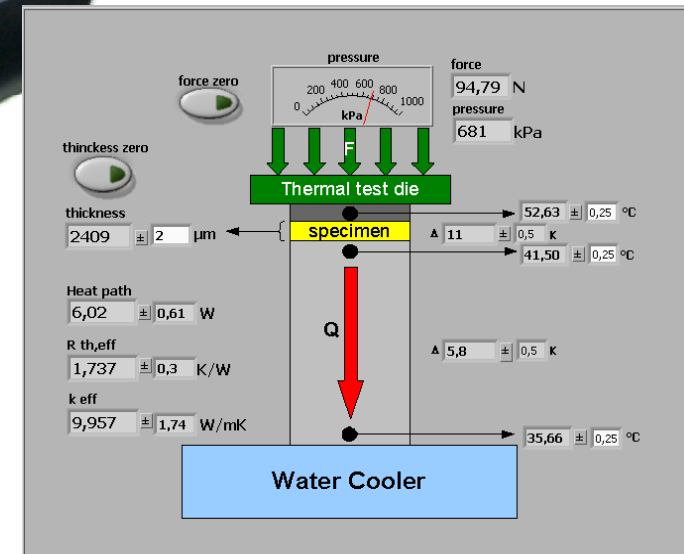 pressure
force
force zero
94,79 N
0 200 400 600 800 1000
kPa
pressure
681 kPa
F
thinckess zero
Thermal test die
thickness
2409 ± 2 µm
specimen
52,63 ± 0,25 °C
Δ 11 ± 0,5 K
41,50 ± 0,25 °C
Heat path
6,02 ± 0,61 W
Q
R th,eff
1,737 ± 0,3 K/W
Δ 5,8 ± 0,5 K
k eff
9,957 ± 1,74 W/mK
35,66 ± 0,25 °C
Water Cooler